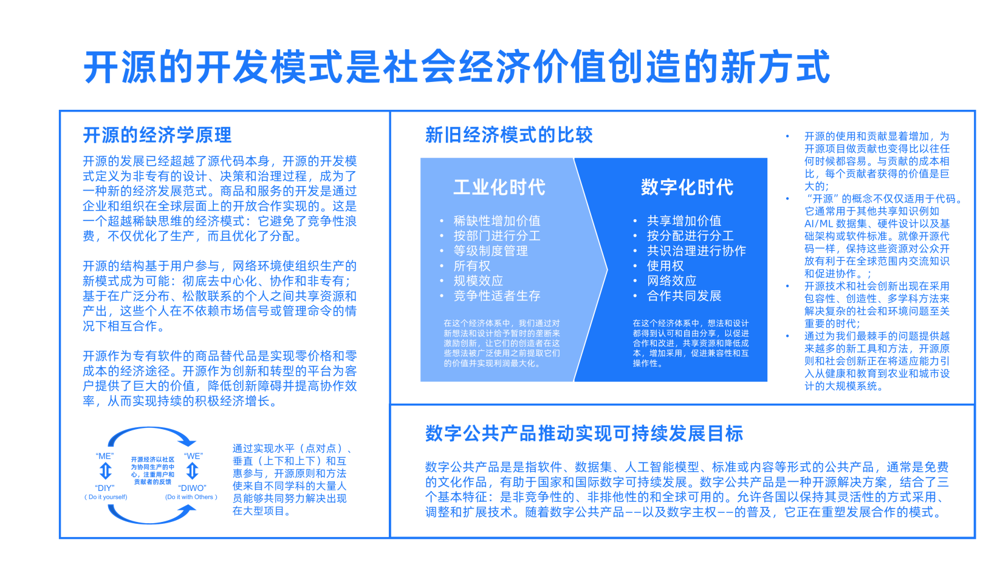 开源的开发模式是社会经济价值创造的新方式
开源的经济学原理
开源的发展已经超越了源代码本身，开源的开发模
式定义为非专有的设计、决策和治理过程，成为了
一种新的经济发展范式。商品和服务的开发是通过
企业和组织在全球层面上的开放合作实现的。这是
一个超越稀缺思维的经济模式：它避免了竞争性浪
费，不仅优化了生产，而且优化了分配。
开源的结构基于用户参与，网络环境使组织生产的
新模式成为可能：彻底去中心化、协作和非专有；
基于在广泛分布、松散联系的个人之间共享资源和
产出，这些个人在不依赖市场信号或管理命令的情
况下相互合作。
开源作为专有软件的商品替代品是实现零价格和零
成本的经济途径。开源作为创新和转型的平台为客
户提供了巨大的价值，降低创新障碍并提高协作效
率，从而实现持续的积极经济增长。
“ME”
“WE”
开源经济以社区
为协同生产的中
心，注重用户和
贡献者的反馈
“DIY”
“DIWO”
（ Do it yourself)
(Do it with Others ）
通过实现水平（点对点）、
垂直（上下和上下）和互
惠参与，开源原则和方法
使来自不同学科的大量人
员能够共同努力解决出现
在大型项目。
新旧经济模式的比较
工业化时代
• 稀缺性增加价值
• 按部门进行分工
• 等级制度管理
• 所有权
• 规模效应
• 竞争性适者生存
在这个经济体系中，我们通过对
新想法和设计给予暂时的垄断来
激励创新，让它们的创造者在这
些想法被广泛使用之前提取它们
的价值并实现利润最大化。
数字化时代
• 共享增加价值
• 按分配进行分工
• 共识治理进行协作
• 使用权
• 网络效应
• 合作共同发展
在这个经济体系中，想法和设计
都得到认可和自由分享，以促进
合作和改进，共享资源和降低成
本，增加采用，促进兼容性和互
操作性。
• 开源的使用和贡献显着增加，为
开源项目做贡献也变得比以往任
何时候都容易。与贡献的成本相
比，每个贡献者获得的价值是巨
大的；
• “开源”的概念不仅仅适用于代码。
它通常用于其他共享知识例如
AI/ML 数据集、硬件设计以及基
础架构或软件标准。就像开源代
码一样，保持这些资源对公众开
放有利于在全球范围内交流知识
和促进协作。；
• 开源技术和社会创新出现在采用
包容性、创造性、多学科方法来
解决复杂的社会和环境问题至关
重要的时代；
• 通过为我们最棘手的问题提供越
来越多的新工具和方法，开源原
则和社会创新正在将适应能力引
入从健康和教育到农业和城市设
计的大规模系统。
数字公共产品推动实现可持续发展目标
数字公共产品是是指软件、数据集、人工智能模型、标准或内容等形式的公共产品，通常是免费
的文化作品，有助于国家和国际数字可持续发展。数字公共产品是一种开源解决方案，结合了三
个基本特征：是非竞争性的、非排他性的和全球可用的。允许各国以保持其灵活性的方式采用、
调整和扩展技术。随着数字公共产品——以及数字主权——的普及，它正在重塑发展合作的模式。